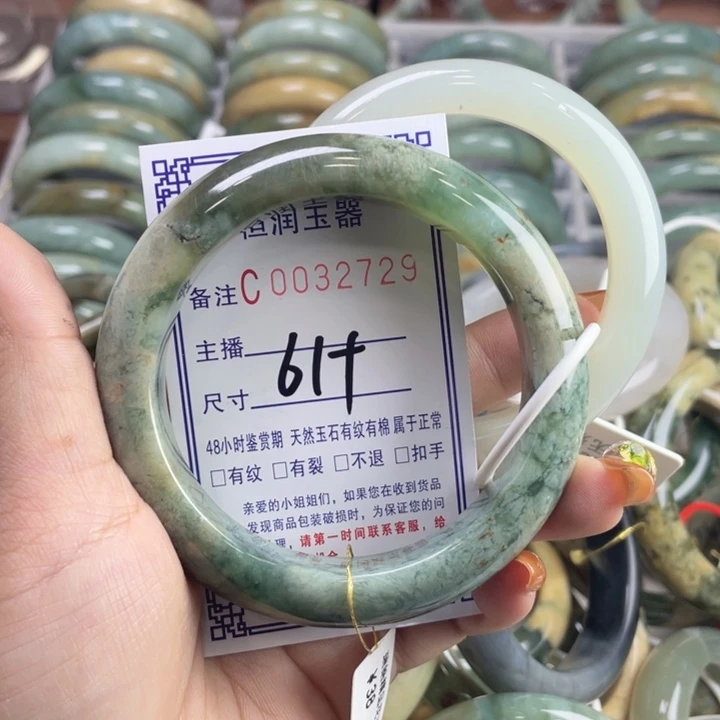 恒润玉器
备注C0032729
主播
尺寸 61+
48小时鉴赏期 天然玉石有纹有棉 属于正常
□有纹 □有裂 □不退 □扣手
亲爱的小姐姐们，如果您在收到货品
发现商品包装破损时，为保证您的问
理，请第一时间联系客服，给